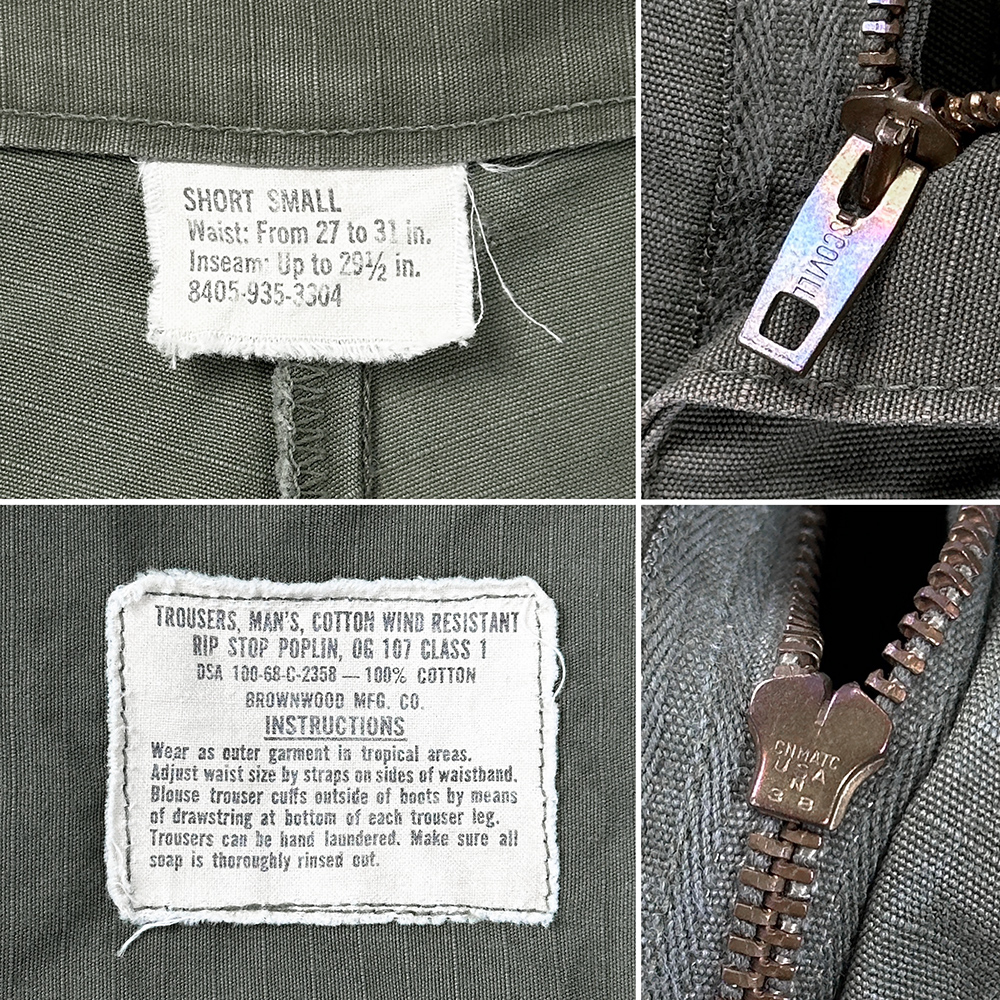 SHORT SMALL
Waist: From 27 to 31 in.
Inseam: Up to 29½ in.
8405-935-3304
SCOVILL
TROUSERS, MAN'S, COTTON WIND RESISTANT
RIP STOP POPLIN, OG 107 CLASS 1
DSA 100-68-C-2358 — 100% COTTON
BROWNWOOD MFG. CO.
INSTRUCTIONS
Wear as outer garment in tropical areas.
Adjust waist size by straps on sides of waistband.
Blouse trouser cuffs outside of boots by means
of drawstring at bottom of each trouser leg.
Trousers can be hand laundered. Make sure all
soap is thoroughly rinsed out.
N
3 8